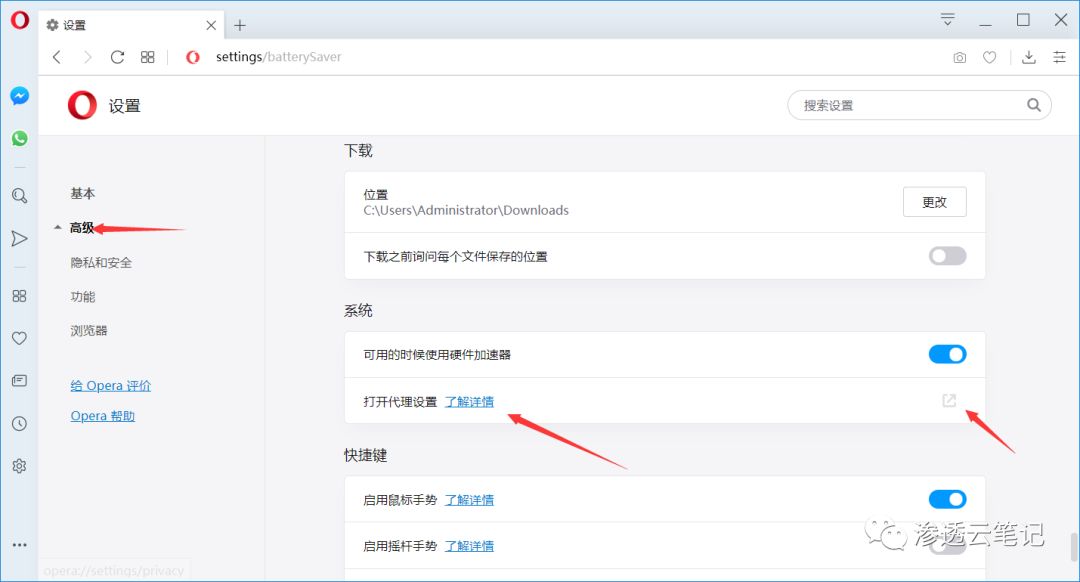 设置
settings/batterySaver
设置
搜索设置
基本
高级
隐私和安全
功能
浏览器
给 Opera 评价
Opera 帮助
下载
位置
C:\Users\Administrator\Downloads
更改
下载之前询问每个文件保存的位置
系统
可用的时候使用硬件加速器
打开代理设置 了解详情
快捷键
启用鼠标手势 了解详情
启用摇杆手势 了解详情
渗透云笔记
opera://settings/privacy